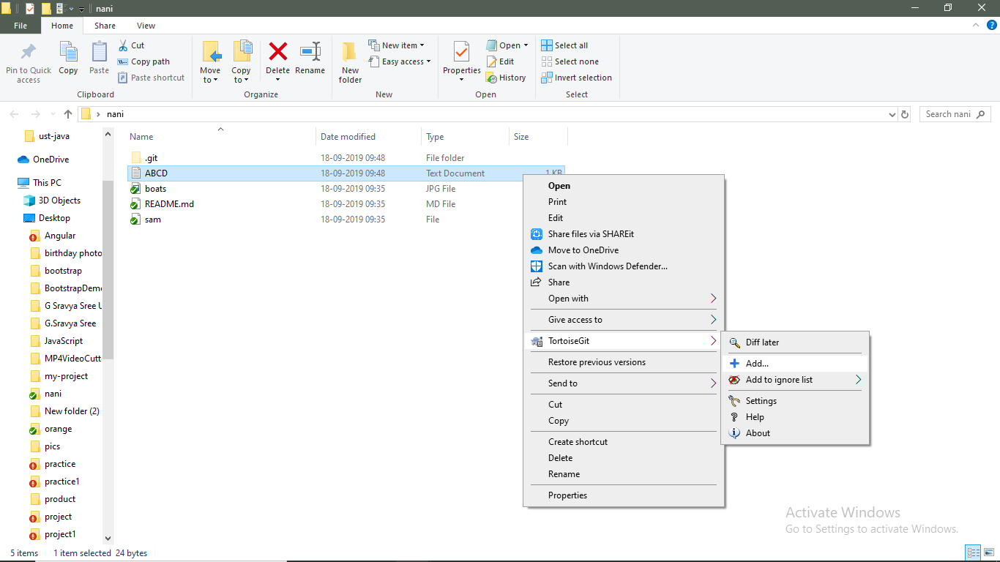 nani
File Home Share View
Pin to Quick access
Copy
Paste
Cut
Copy path
Paste shortcut
Clipboard
Move to
Copy to
Delete
Rename
Organize
New folder
New item
Easy access
New
Properties
Open
Edit
History
Open
Select all
Select none
Invert selection
Select
nani
Search nani
ust-java
OneDrive
This PC
3D Objects
Desktop
Angular
birthday photo
bootstrap
BootstrapDem
G Sravya Sree U
G.Sravya Sree
JavaScript
MP4VideoCutt
my-project
nani
New folder (2)
orange
pics
practice
practice1
product
project
project1
Name Date modified Type Size
.git 18-09-2019 09:48 File folder
ABCD 18-09-2019 09:48 Text Document 1 KB
boats 18-09-2019 09:35 JPG File
README.md 18-09-2019 09:35 MD File
sam 18-09-2019 09:35 File
Open
Print
Edit
Share files via SHAREit
Move to OneDrive
Scan with Windows Defender...
Share
Open with
Give access to
TortoiseGit
Restore previous versions
Send to
Cut
Copy
Create shortcut
Delete
Rename
Properties
Diff later
Add...
Add to ignore list
Settings
Help
About
Activate Windows
Go to Settings to activate Windows.
5 items 1 item selected 24 bytes